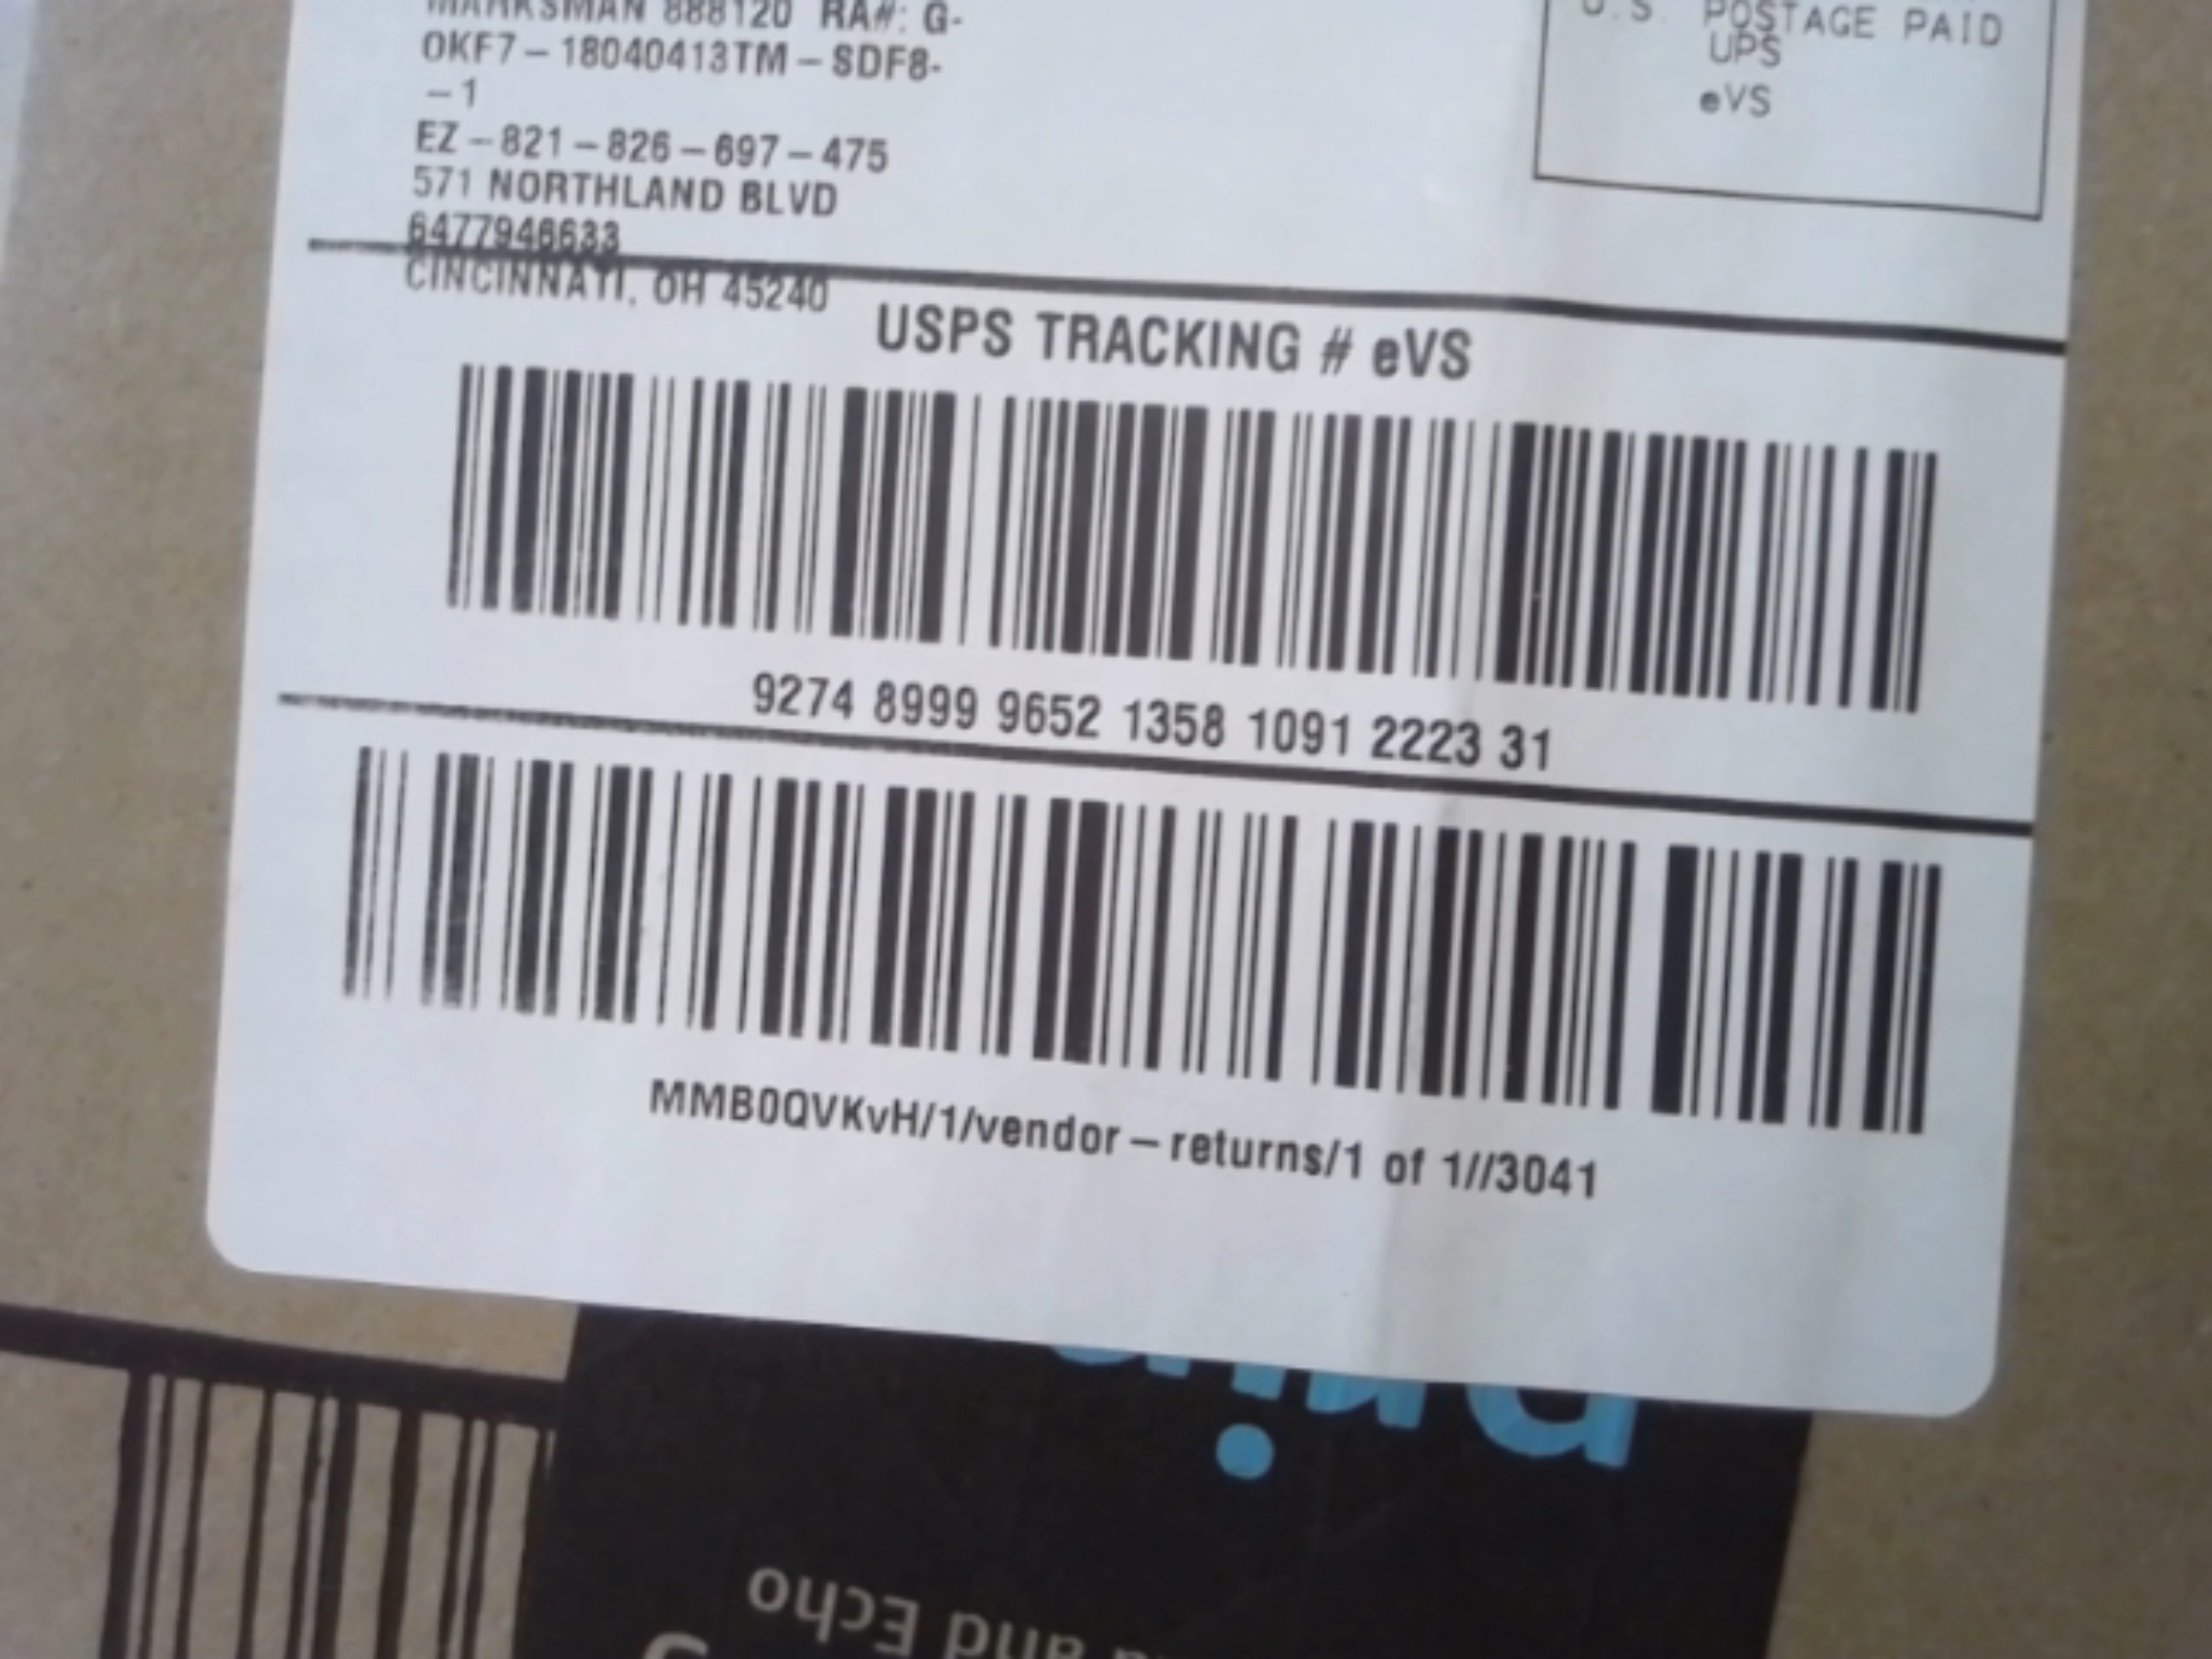 MARKSMAN 888120 RA#: G-
OKF7-18040413TM-SDF8-
-1
EZ-821-826-697-475
571 NORTHLAND BLVD
6477946633
CINCINNATI, OH 45240
U.S. POSTAGE PAID
UPS
eVS
USPS TRACKING # eVS
9274 8999 9652 1358 1091 2223 31
MMB0QVKvH/1/vendor-returns/1 of 1//3041
and Echo